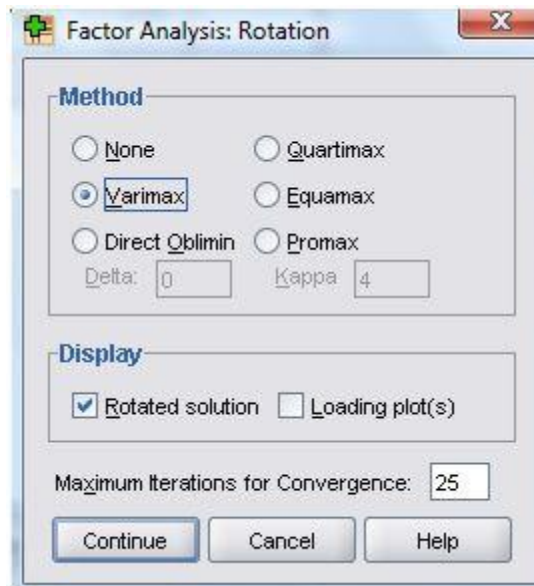 Factor Analysis: Rotation
Method
None Quartimax
Varimax Equamax
Direct Oblimin Promax
Delta: 0 Kappa 4
Display
Rotated solution Loading plot(s)
Maximum Iterations for Convergence: 25
Continue Cancel Help